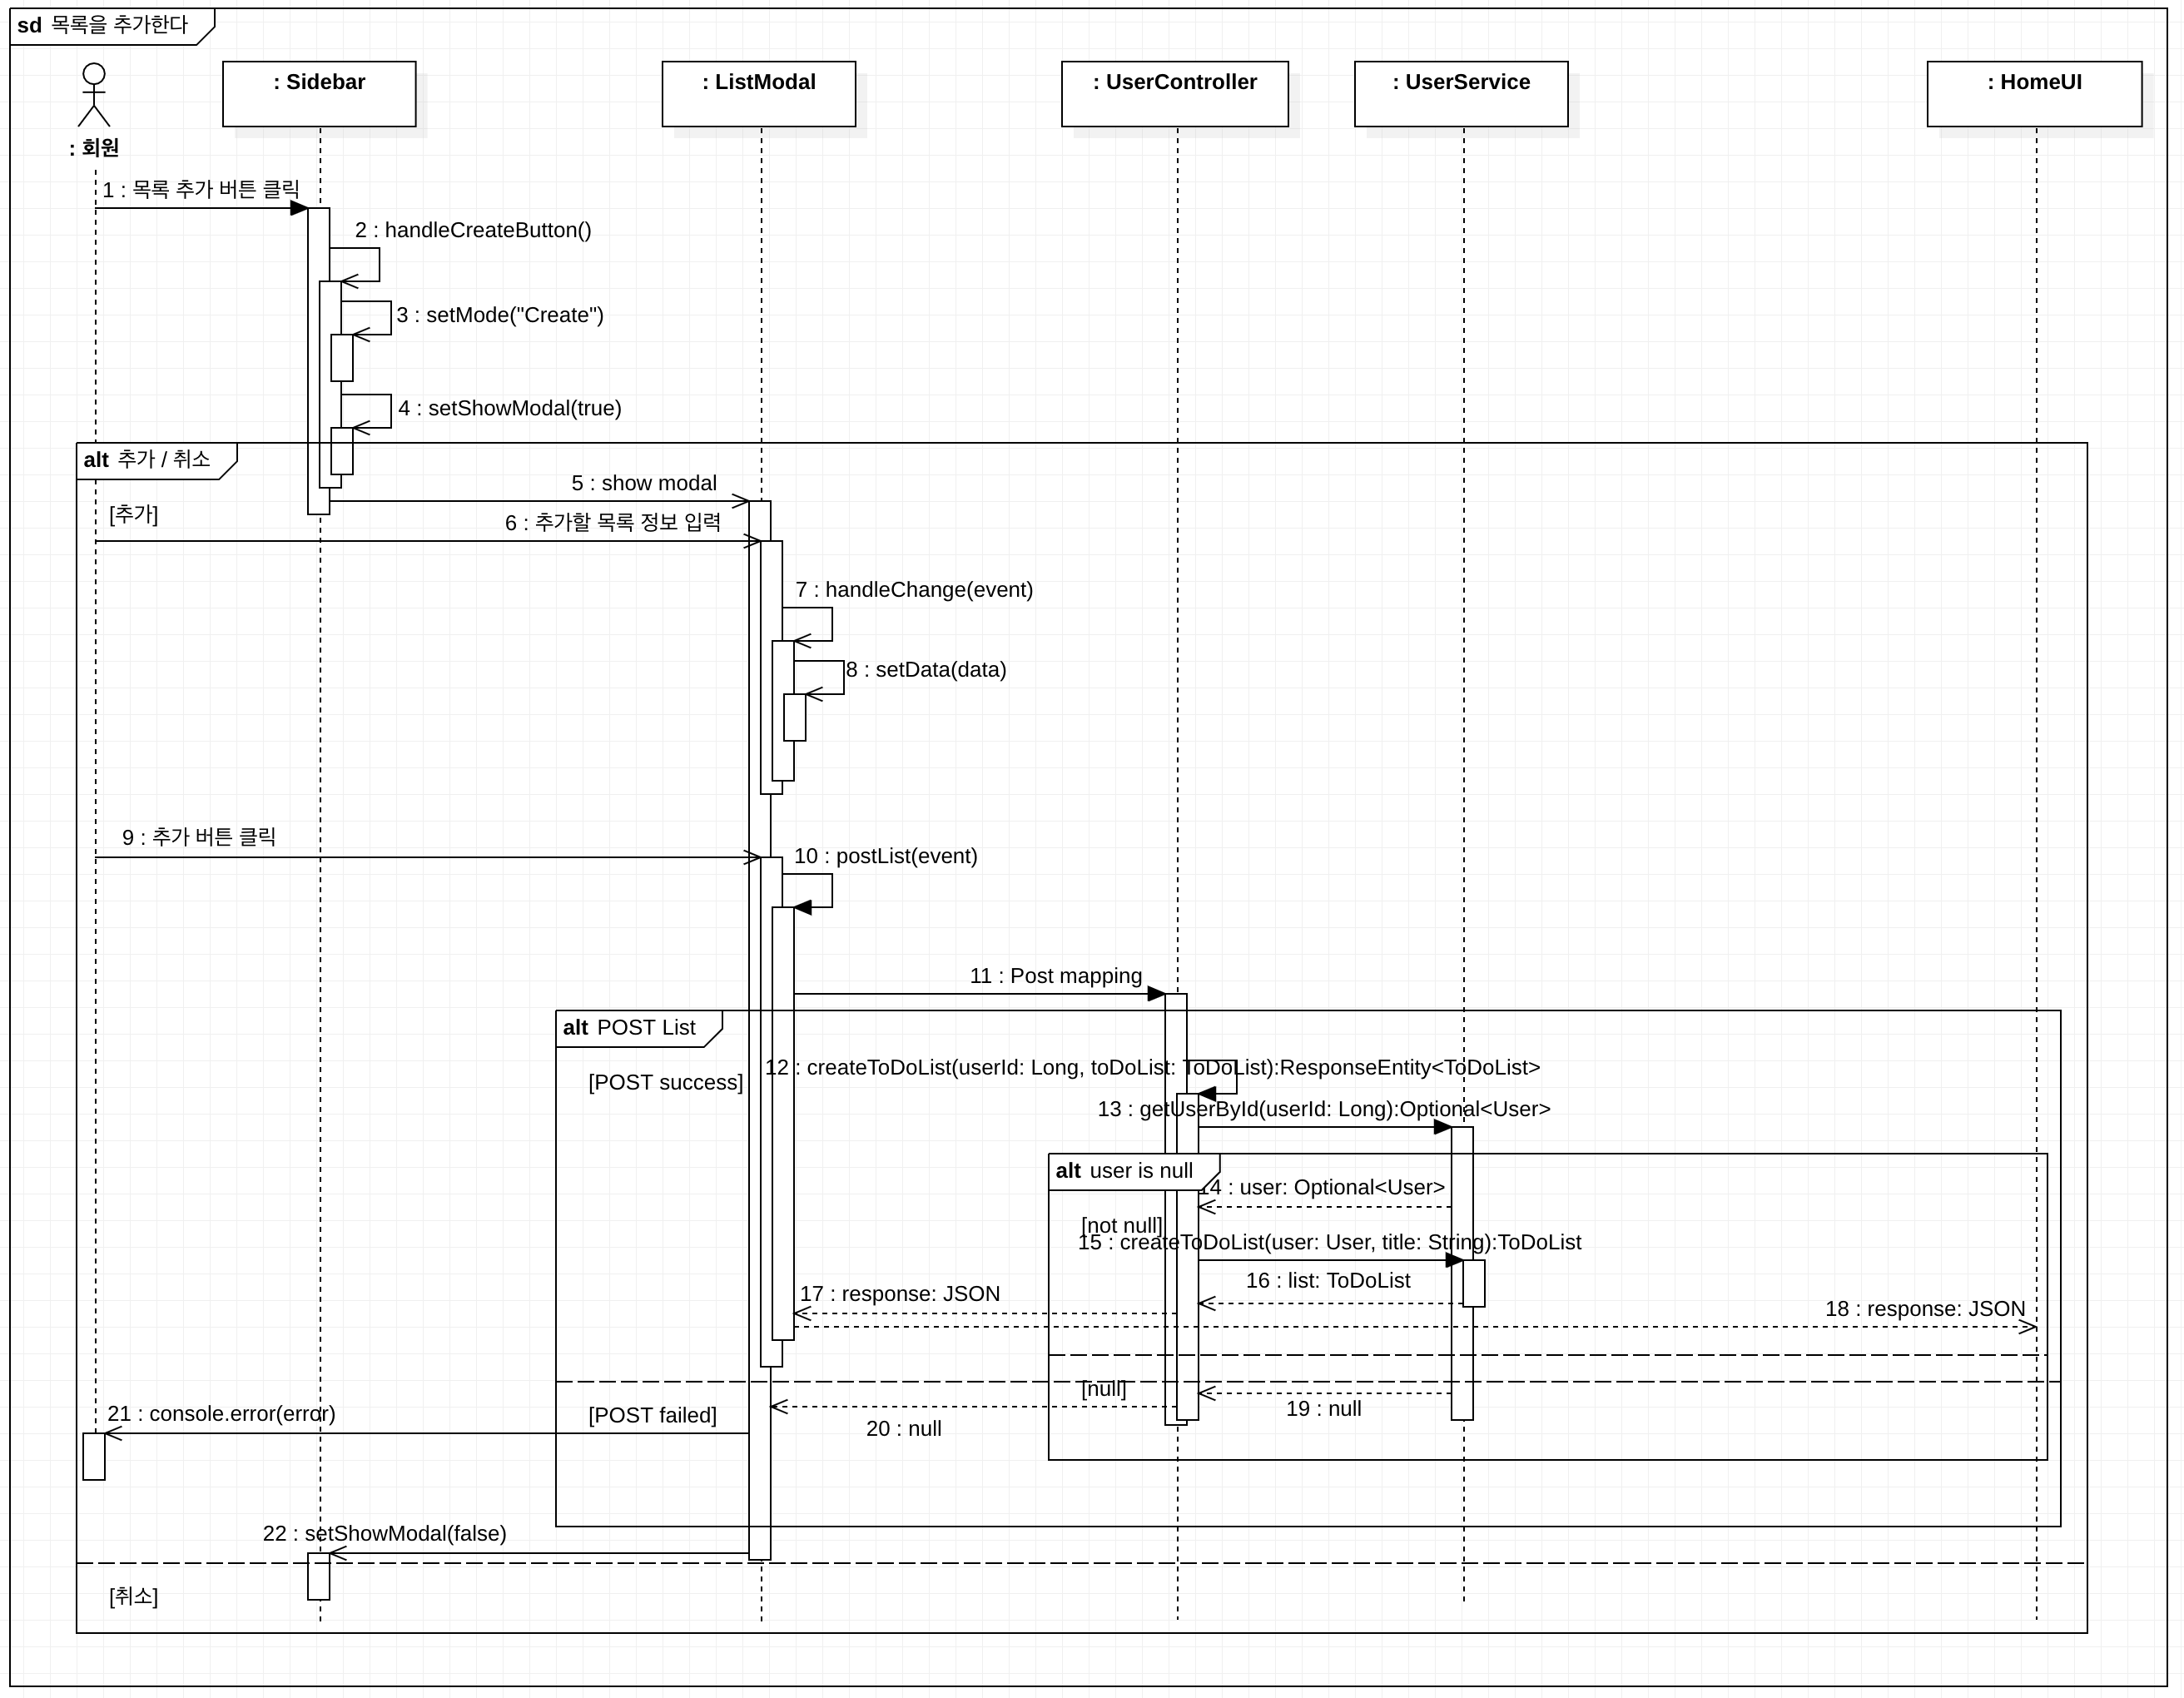 sd 목록을 추가한다
: 회원
: Sidebar
: ListModal
: UserController
: UserService
: HomeUI
1 : 목록 추가 버튼 클릭
2 : handleCreateButton()
3 : setMode("Create")
4 : setShowModal(true)
alt 추가 / 취소
5 : show modal
[추가]
6 : 추가할 목록 정보 입력
7 : handleChange(event)
8 : setData(data)
9 : 추가 버튼 클릭
10 : postList(event)
11 : Post mapping
alt POST List
12 : createToDoList(userId: Long, toDoList: ToDoList):ResponseEntity<ToDoList>
[POST success]
13 : getUserById(userId: Long):Optional<User>
alt user is null
14 : user: Optional<User>
[not null]
15 : createToDoList(user: User, title: String):ToDoList
16 : list: ToDoList
17 : response: JSON
18 : response: JSON
[null]
19 : null
21 : console.error(error)
[POST failed]
20 : null
22 : setShowModal(false)
[취소]